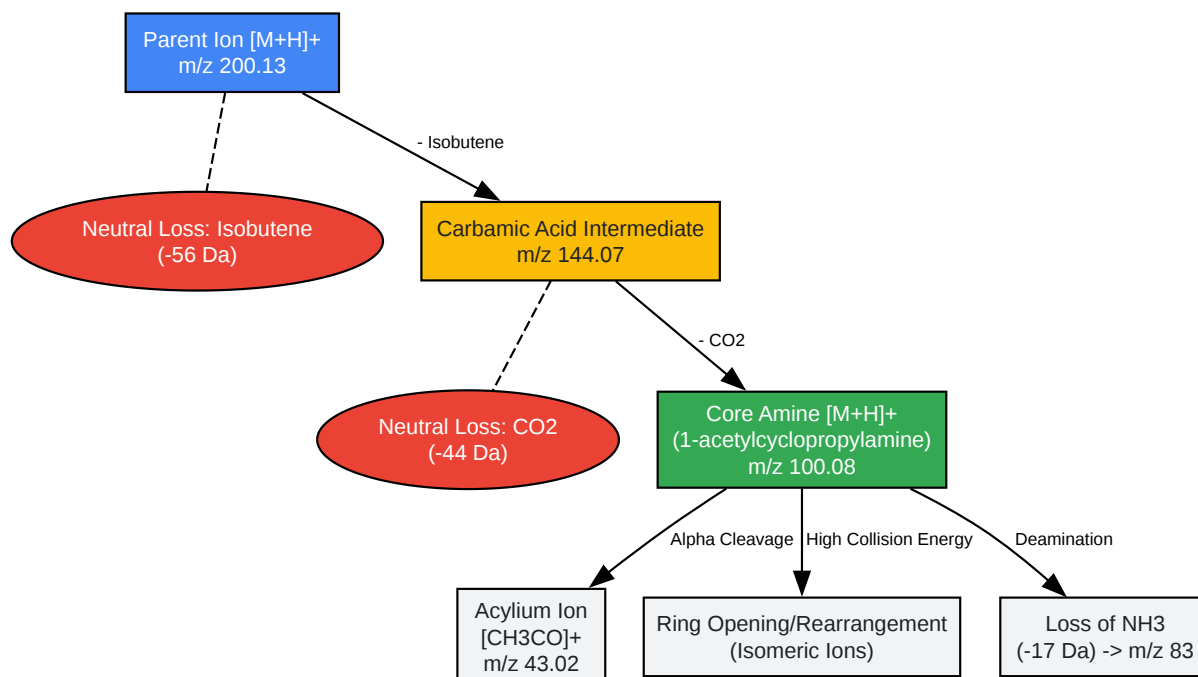 Parent Ion [M+H]+
m/z 200.13
- Isobutene
Neutral Loss: Isobutene
(-56 Da)
Carbamic Acid Intermediate
m/z 144.07
- CO2
Neutral Loss: CO2
(-44 Da)
Core Amine [M+H]+
(1-acetylcyclopropylamine)
m/z 100.08
Alpha Cleavage
High Collision Energy
Deamination
Acylium Ion
[CH3CO]+
m/z 43.02
Ring Opening/Rearrangement
(Isomeric Ions)
Loss of NH3
(-17 Da) -> m/z 83